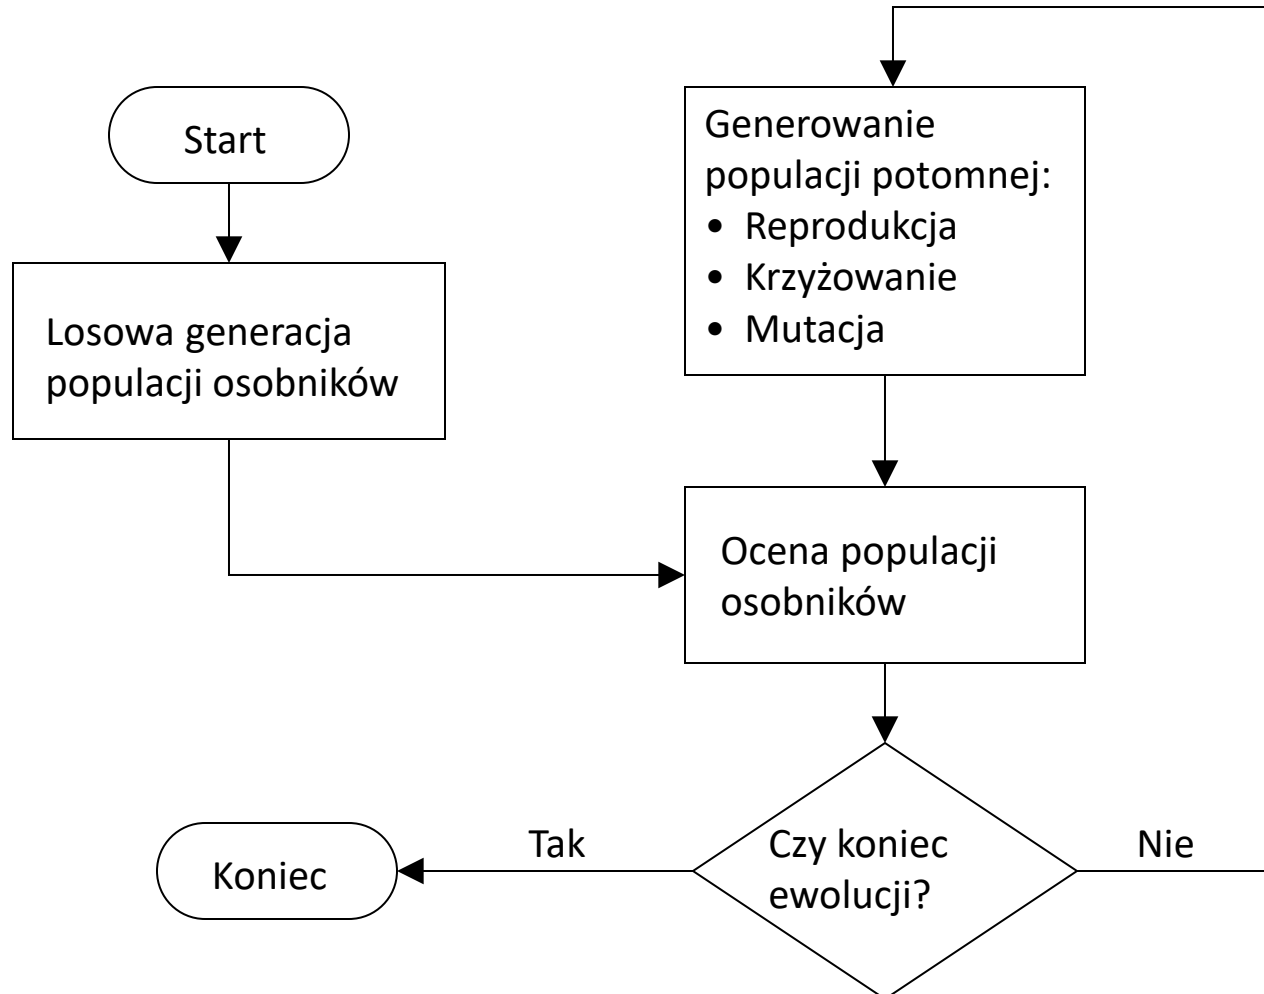 Start
Losowa generacja
populacji osobników
Generowanie
populacji potomnej:
• Reprodukcja
• Krzyżowanie
• Mutacja
Ocena populacji
osobników
Czy koniec
ewolucji?
Tak
Nie
Koniec